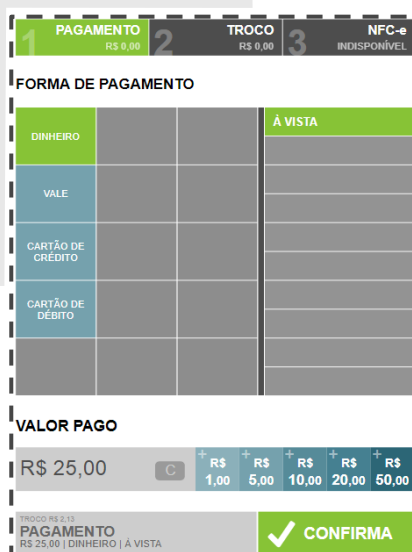 1 PAGAMENTO R$ 0,00
2 TROCO R$ 0,00
3 NFC-e INDISPONÍVEL
FORMA DE PAGAMENTO
DINHEIRO
À VISTA
VALE
CARTÃO DE
CRÉDITO
CARTÃO DE
DÉBITO
VALOR PAGO
R$ 25,00 C
+ R$ 1,00
+ R$ 5,00
+ R$ 10,00
+ R$ 20,00
+ R$ 50,00
TROCO R$ 2,13
PAGAMENTO
R$ 25,00 | DINHEIRO | À VISTA
CONFIRMA